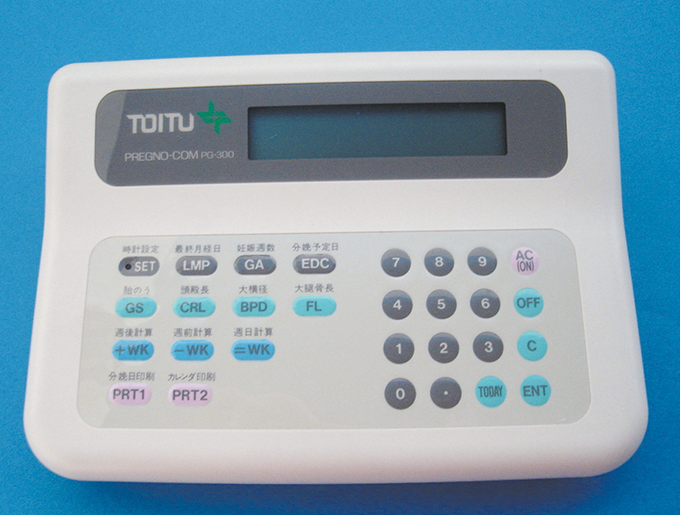 TOITU
PREGNO-COM PG-300
時計設定 最終月経日 妊娠週数 分娩予定日
SET LMP GA EDC
胎のう 頭殿長 大横径 大腿骨長
GS CRL BPD FL
週後計算 週前計算 週日計算
+WK -WK =WK
分娩日印刷 カレンダ印刷
PRT1 PRT2
7 8 9 AC
(ON)
4 5 6 OFF
1 2 3 C
0 . TODAY ENT